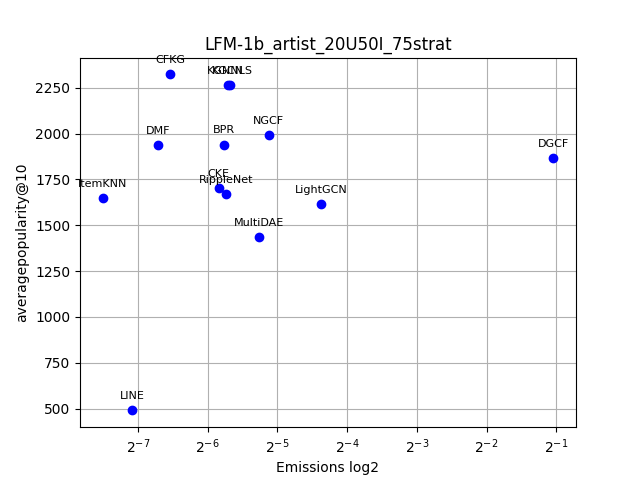 LFM-1b_artist_20U50I_75strat
CFKG
KGCN
KGNNLS
NGCF
DMF
BPR
DGCF
CKE
RippleNet
ItemKNN
LightGCN
MultiDAE
LINE
averagepopularity@10
2250
2000
1750
1500
1250
1000
750
500
2^-7 2^-6 2^-5 2^-4 2^-3 2^-2 2^-1
Emissions log2